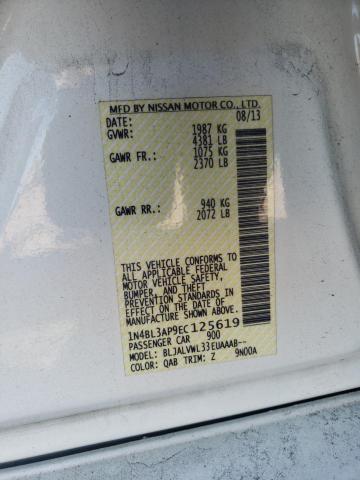 MFD BY NISSAN MOTOR CO., LTD.
DATE: 08/13
GVWR: 1987 KG
4381 LB
GAWR FR.: 1075 KG
2370 LB
GAWR RR.: 940 KG
2072 LB
THIS VEHICLE CONFORMS TO
ALL APPLICABLE FEDERAL
MOTOR VEHICLE SAFETY,
BUMPER, AND THEFT
PREVENTION STANDARDS
IN EFFECT ON THE DATE OF
MANUFACTURE SHOWN ABOVE.
1N4BL3AP9EC125619
PASSENGER CAR 900
MODEL: BLJALVWL33EUAAAB--
COLOR: QAB TRIM: Z 9N00A